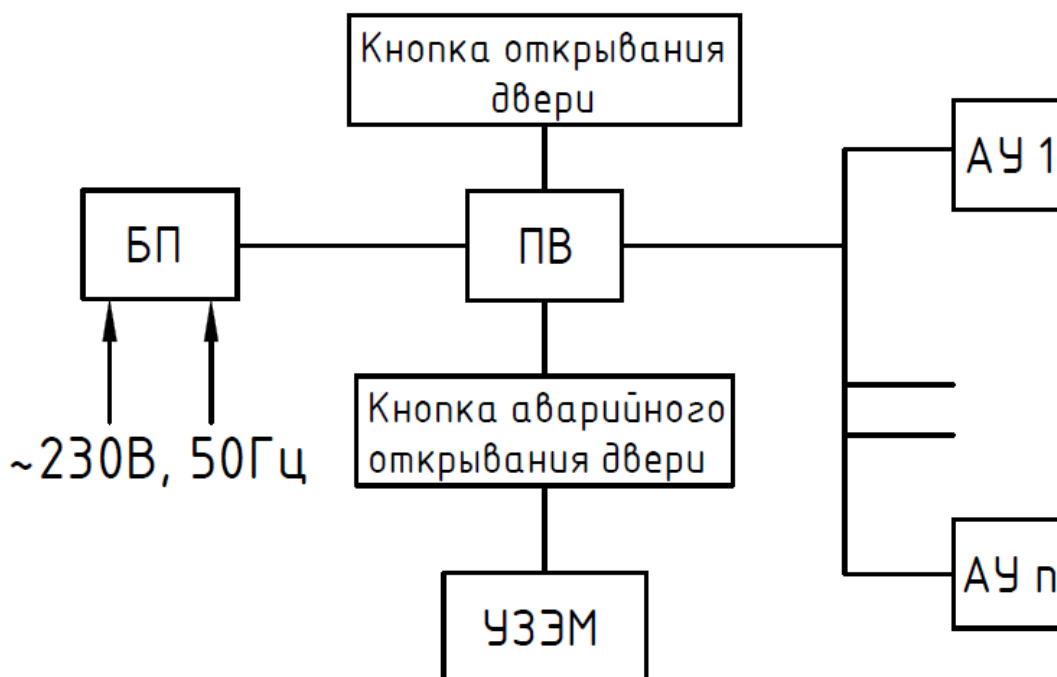 Кнопка открывания
двери
АУ 1
БП
ПВ
~230В, 50Гц
Кнопка аварийного
открывания двери
АУ n
УЗЭМ